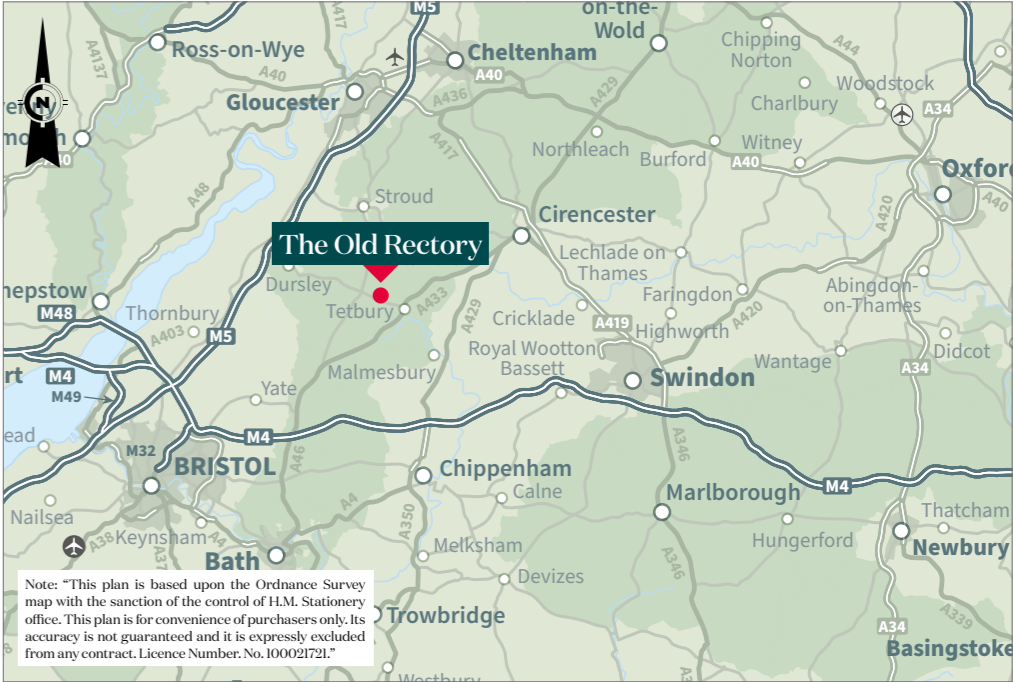 M5
on-the-
Wold
A417
Ross-on-Wye
A4137
Cheltenham
Chipping
Norton
A44
A40
A40
Gloucester
A436
A429
Woodstock
Charlbury
A34
N
A417
Northleach
Burford
A40
Witney
Oxford
A48
Stroud
A40
A420
Cirencester
The Old Rectory
Lechlade on
Thames
Dursley
Faringdon
Abingdon-
on-Thames
M48
Thornbury
Tetbury
A433
A429
Cricklade
A419
Highworth
A420
A403
M5
Royal Wootton
Bassett
Wantage
Didcot
M4
Malmesbury
A34
M49
Yate
Swindon
M4
M32
A46
A346
BRISTOL
Chippenham
Calne
Marlborough
M4
A4
A350
Nailsea
Thatcham
Keynsham
A38
A4
A37
Melksham
Hungerford
Newbury
Bath
A346
Devizes
Note: “This plan is based upon the Ordnance Survey
map with the sanction of the control of H.M. Stationery
office. This plan is for convenience of purchasers only. Its
accuracy is not guaranteed and it is expressly excluded
from any contract. Licence Number. No. 100021721.”
Trowbridge
A34
A339
Basingstoke
Westbury